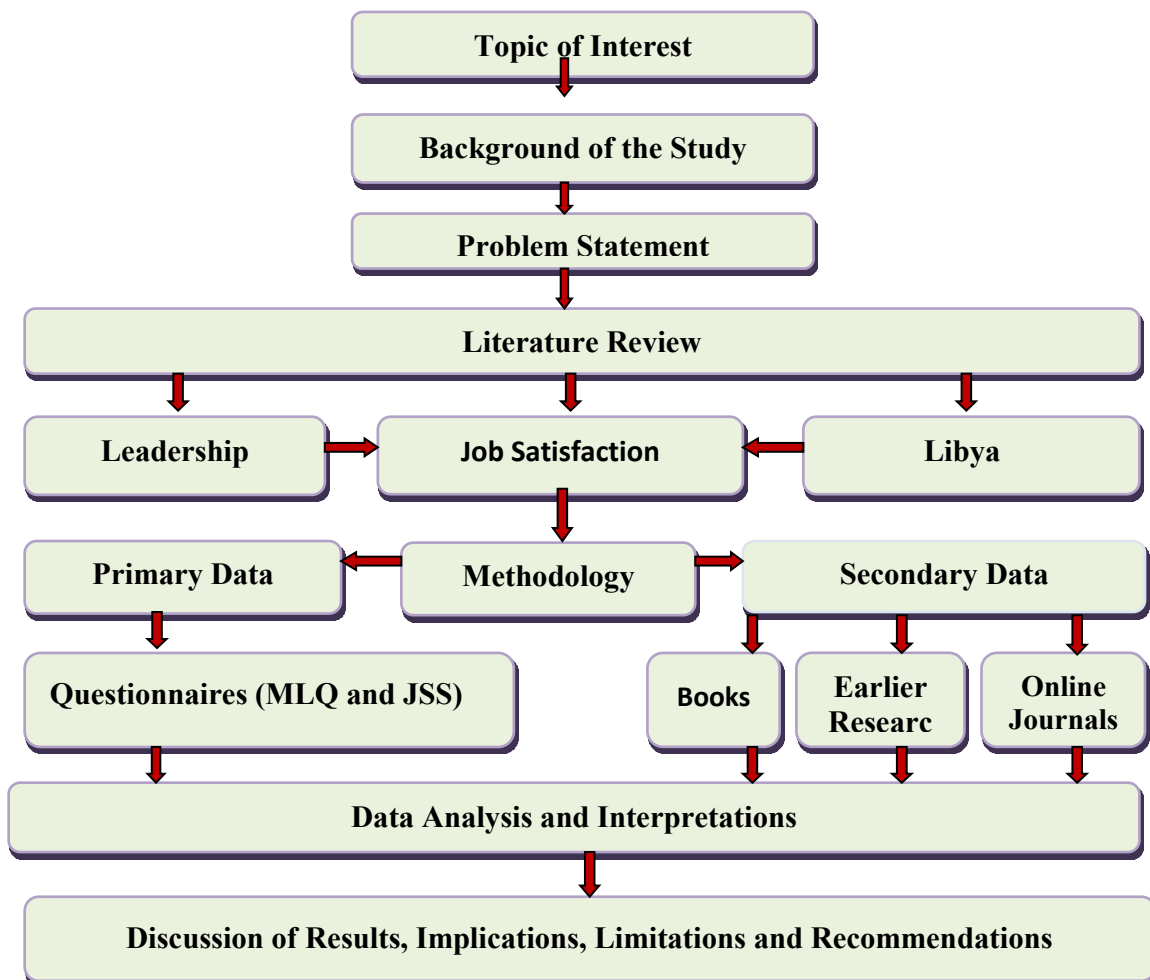 Topic of Interest
Background of the Study
Problem Statement
Literature Review
Leadership
Job Satisfaction
Libya
Primary Data
Methodology
Secondary Data
Questionnaires (MLQ and JSS)
Books
Earlier
Researc
Online
Journals
Data Analysis and Interpretations
Discussion of Results, Implications, Limitations and Recommendations